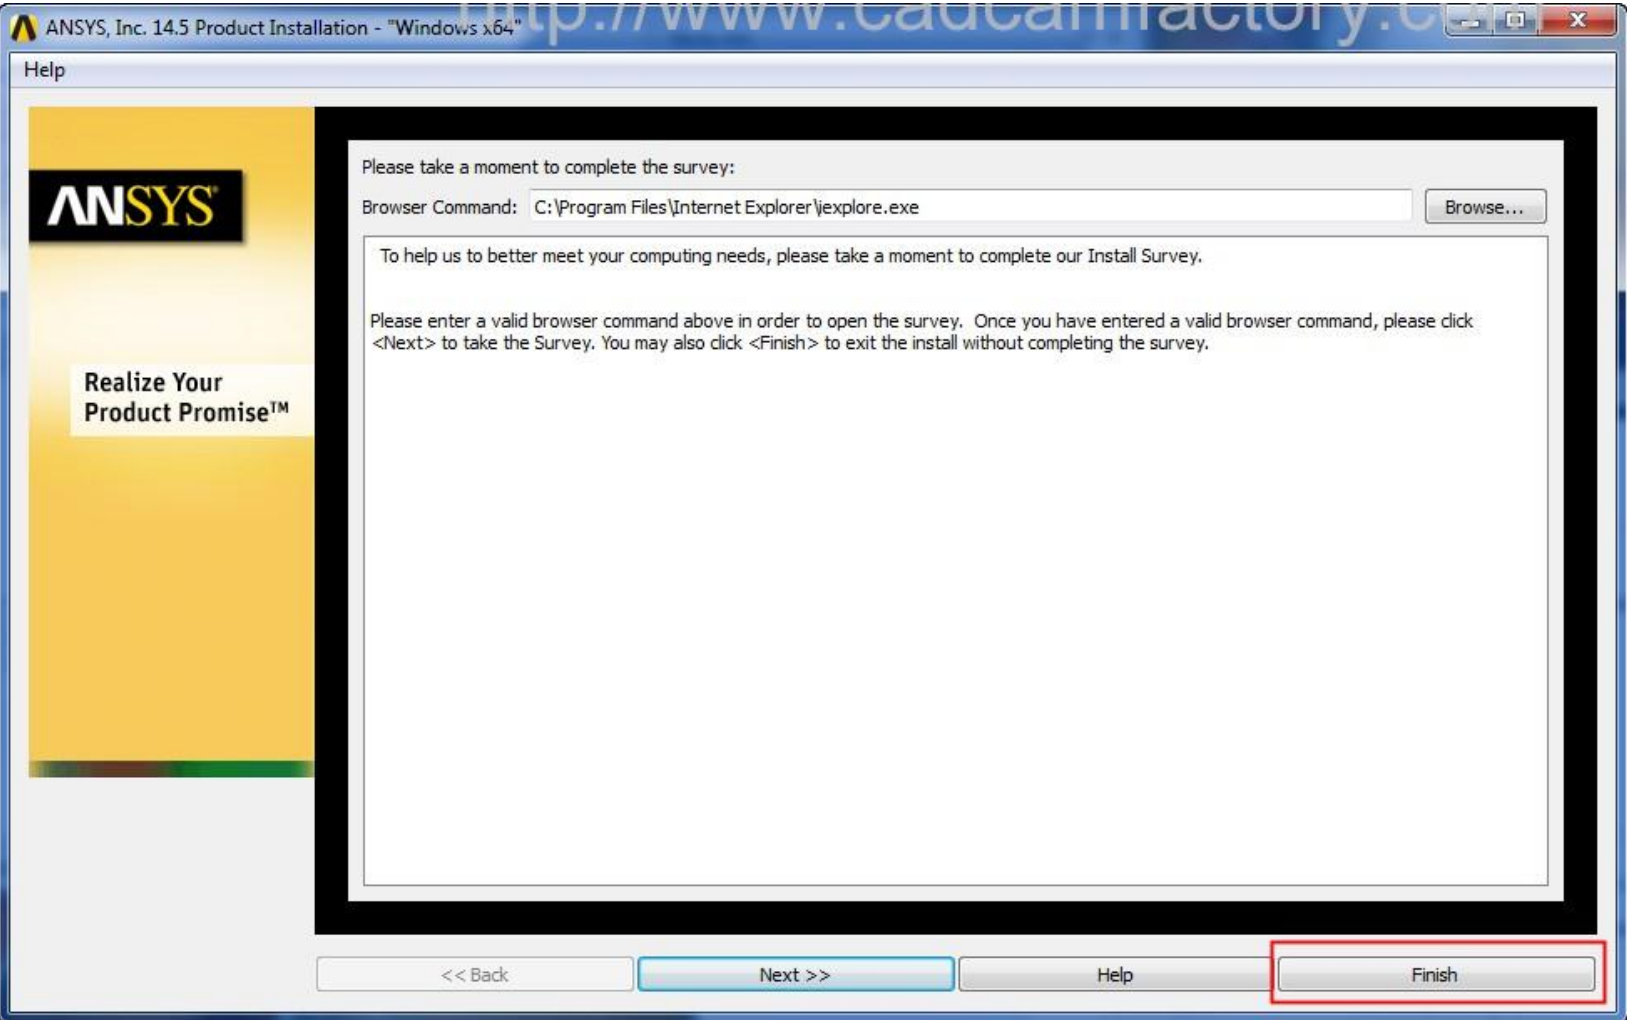 http://www.cadcamfactory.com
ANSYS, Inc. 14.5 Product Installation - "Windows x64"
Help
ANSYS
Realize Your
Product Promise™
Please take a moment to complete the survey:
Browser Command: C:\Program Files\Internet Explorer\iexplore.exe Browse...
To help us to better meet your computing needs, please take a moment to complete our Install Survey.
Please enter a valid browser command above in order to open the survey. Once you have entered a valid browser command, please click
<Next> to take the Survey. You may also click <Finish> to exit the install without completing the survey.
<< Back Next >> Help Finish